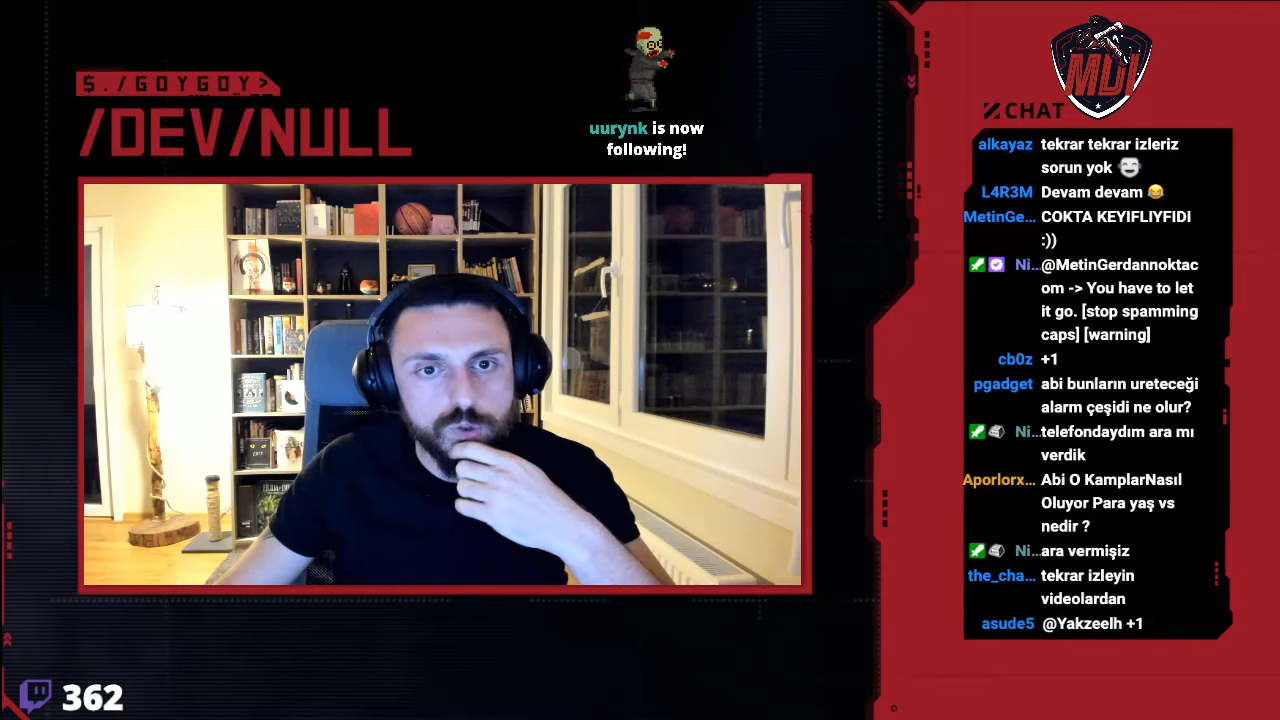 $./GOYGOY>
/DEV/NULL
uurynk is now
following!
MDI
CHAT
alkayaz tekrar tekrar izleriz
sorun yok
L4R3M Devam devam 😂
MetinGe... COKTA KEYIFLIYFIDI
:))
Ni... @MetinGerdannoktac
om -> You have to let
it go. [stop spamming
caps] [warning]
cb0z +1
pgadget abi bunların ureteceği
alarm çeşidi ne olur?
Ni... telefondaydım ara mı
verdik
Aporlorx... Abi O KamplarNasıl
Oluyor Para yaş vs
nedir ?
Ni... ara vermişiz
the_cha... tekrar izleyin
videolardan
asude5 @Yakzeelh +1
362